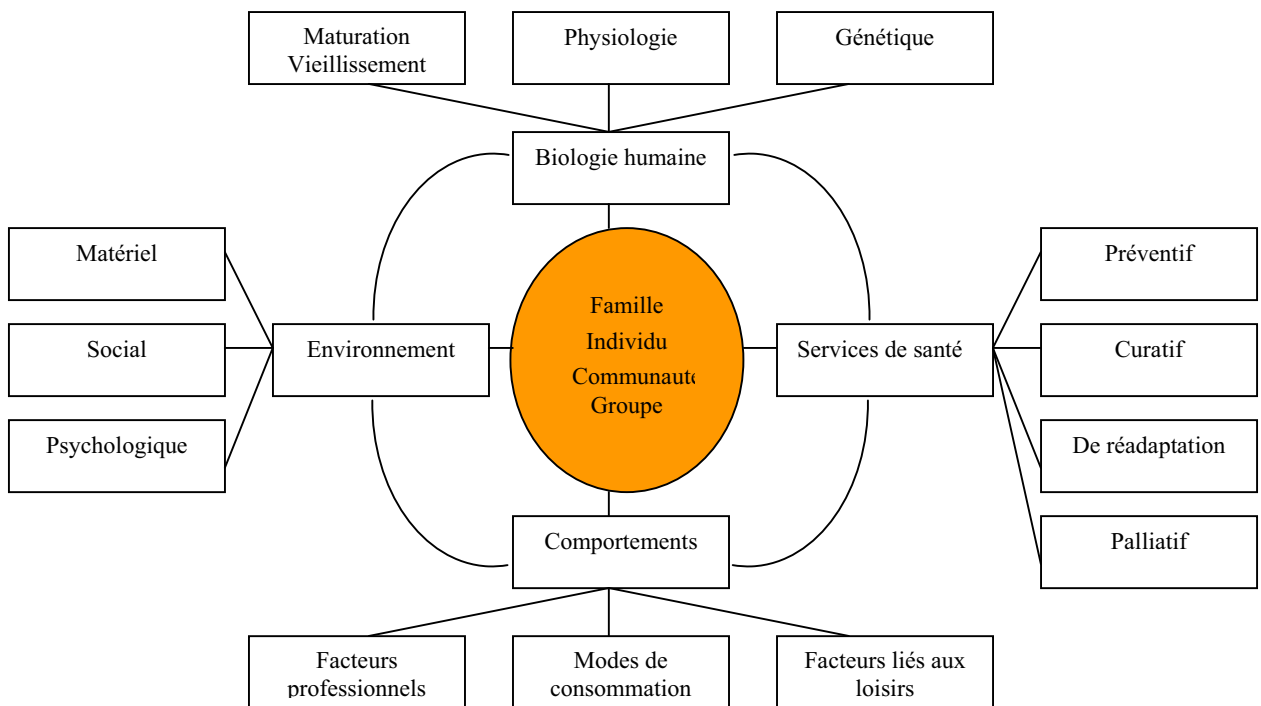 Maturation
Vieillissement
Physiologie
Génétique
Biologie humaine
Matériel
Social
Psychologique
Environnement
Famille
Individu
Communauté
Groupe
Services de santé
Préventif
Curatif
De réadaptation
Palliatif
Comportements
Facteurs
professionnels
Modes de
consommation
Facteurs liés aux
loisirs